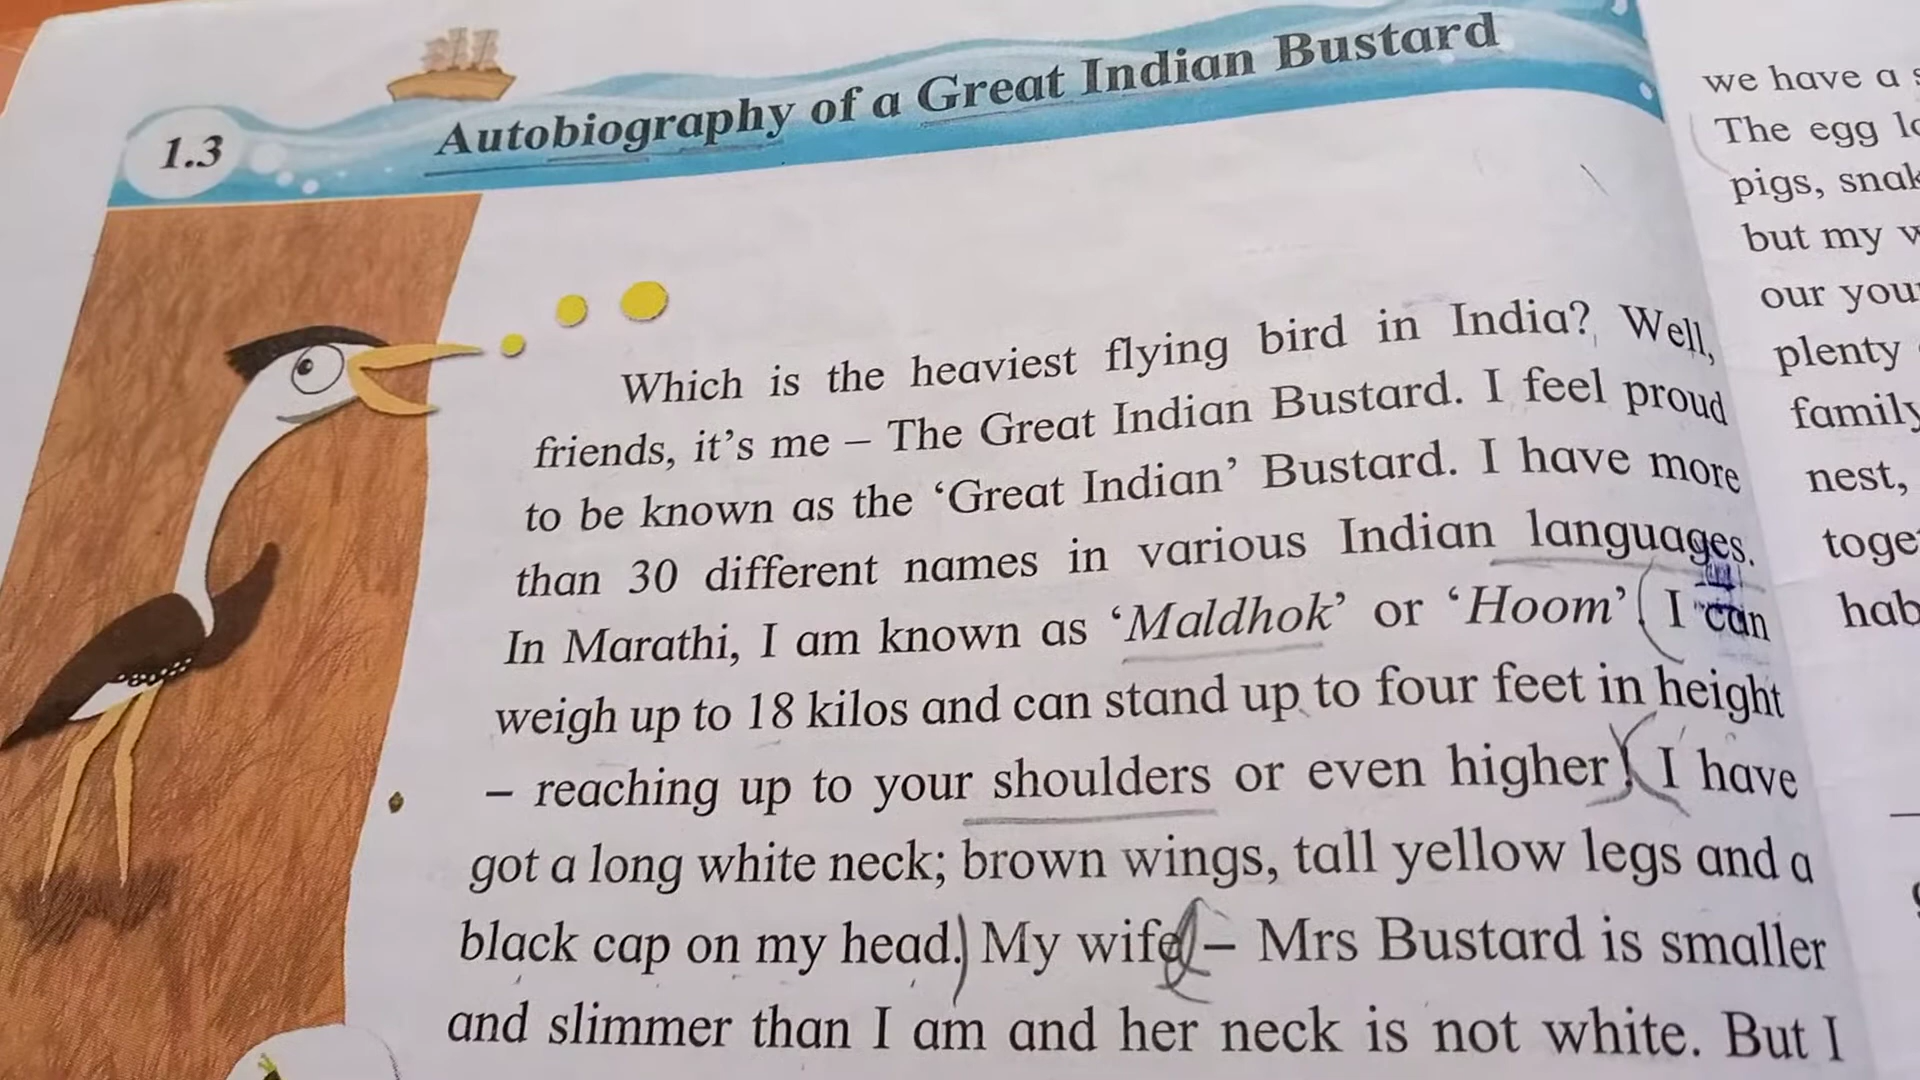 1.3
Autobiography of a Great Indian Bustard
Which is the heaviest flying bird in India? Well,
friends, it's me – The Great Indian Bustard. I feel proud
to be known as the ‘Great Indian’ Bustard. I have more
than 30 different names in various Indian languages.
In Marathi, I am known as ‘Maldhok’ or ‘Hoom’. I can
weigh up to 18 kilos and can stand up to four feet in height
– reaching up to your shoulders or even higher! I have
got a long white neck; brown wings, tall yellow legs and a
black cap on my head. My wife – Mrs Bustard is smaller
and slimmer than I am and her neck is not white. But I
we have a
The egg
pigs,
but my
our
plenty
family
nest,